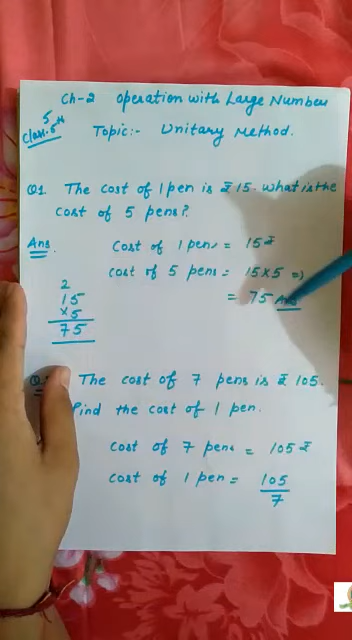 Ch-2 Operation with Large Numbers
Class-5th
Topic:- Unitary Method.
Q1. The cost of 1 pen is ₹ 15. What is the
cost of 5 pens?
Ans. Cost of 1 pen = 15₹
cost of 5 pens = 15×5 =)
= 75 Ans
2
15
×5
75
The cost of 7 pens is ₹ 105.
Find the cost of 1 pen.
Cost of 7 pens = 105 ₹
Cost of 1 pen = 105
7